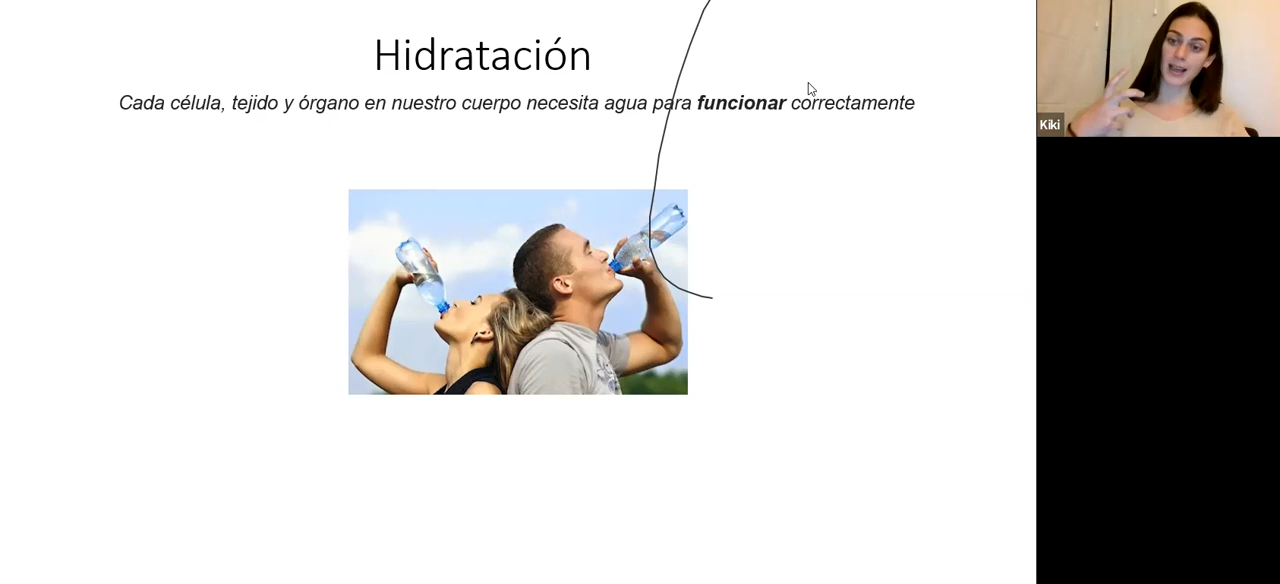 Hidratación
Cada célula, tejido y órgano en nuestro cuerpo necesita agua para funcionar correctamente
Kiki